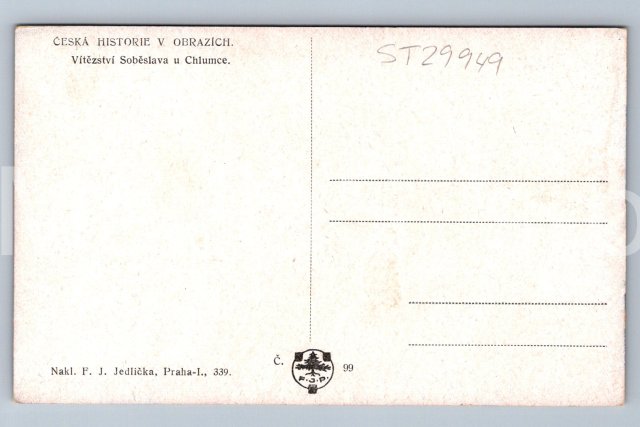 ČESKÁ HISTORIE V OBRAZÍCH.
Vítězství Soběslava u Chlumce.
ST29949
Nakl. F. J. Jedlička, Praha-I., 339.
Č. 99
F.J.P.